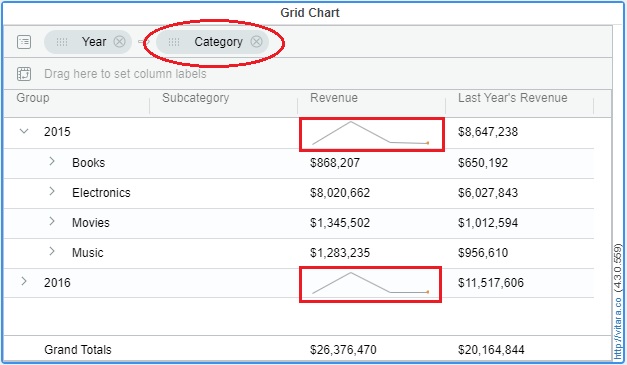 Grid Chart
Year Category
Drag here to set column labels
Group Subcategory Revenue Last Year's Revenue
2015 $8,647,238
Books $868,207 $650,192
Electronics $8,020,662 $6,027,843
Movies $1,345,502 $1,012,594
Music $1,283,235 $956,610
2016 $11,517,606
Grand Totals $26,376,470 $20,164,844
http://vitara.co (4.3.0.559)